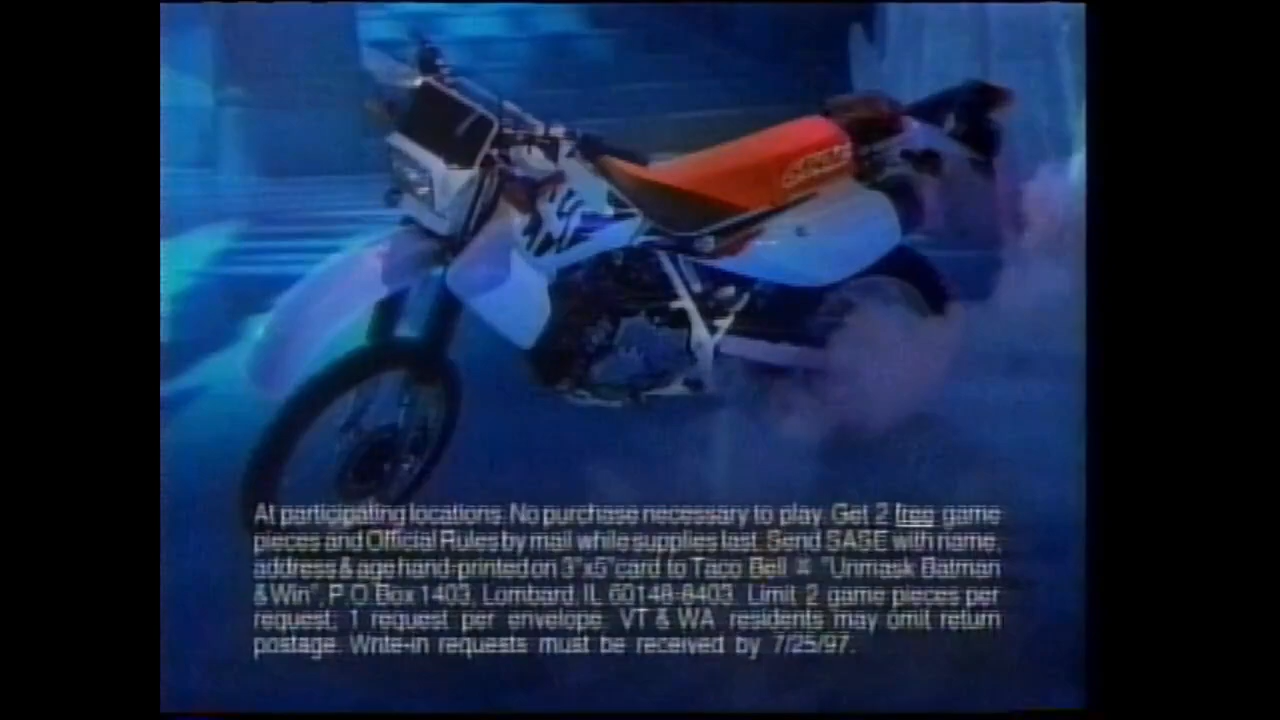 At participating locations. No purchase necessary to play. Get 2 free game
pieces and Official Rules by mail while supplies last. Send SASE with name,
address & age hand-printed on 3"x5" card to Taco Bell ® "Unmask Batman
& Win", P.O. Box 1403, Lombard, IL 60148-8403. Limit 2 game pieces per
request, 1 request per envelope. VT & WA residents may omit return
postage. Write-in requests must be received by 7/25/97.